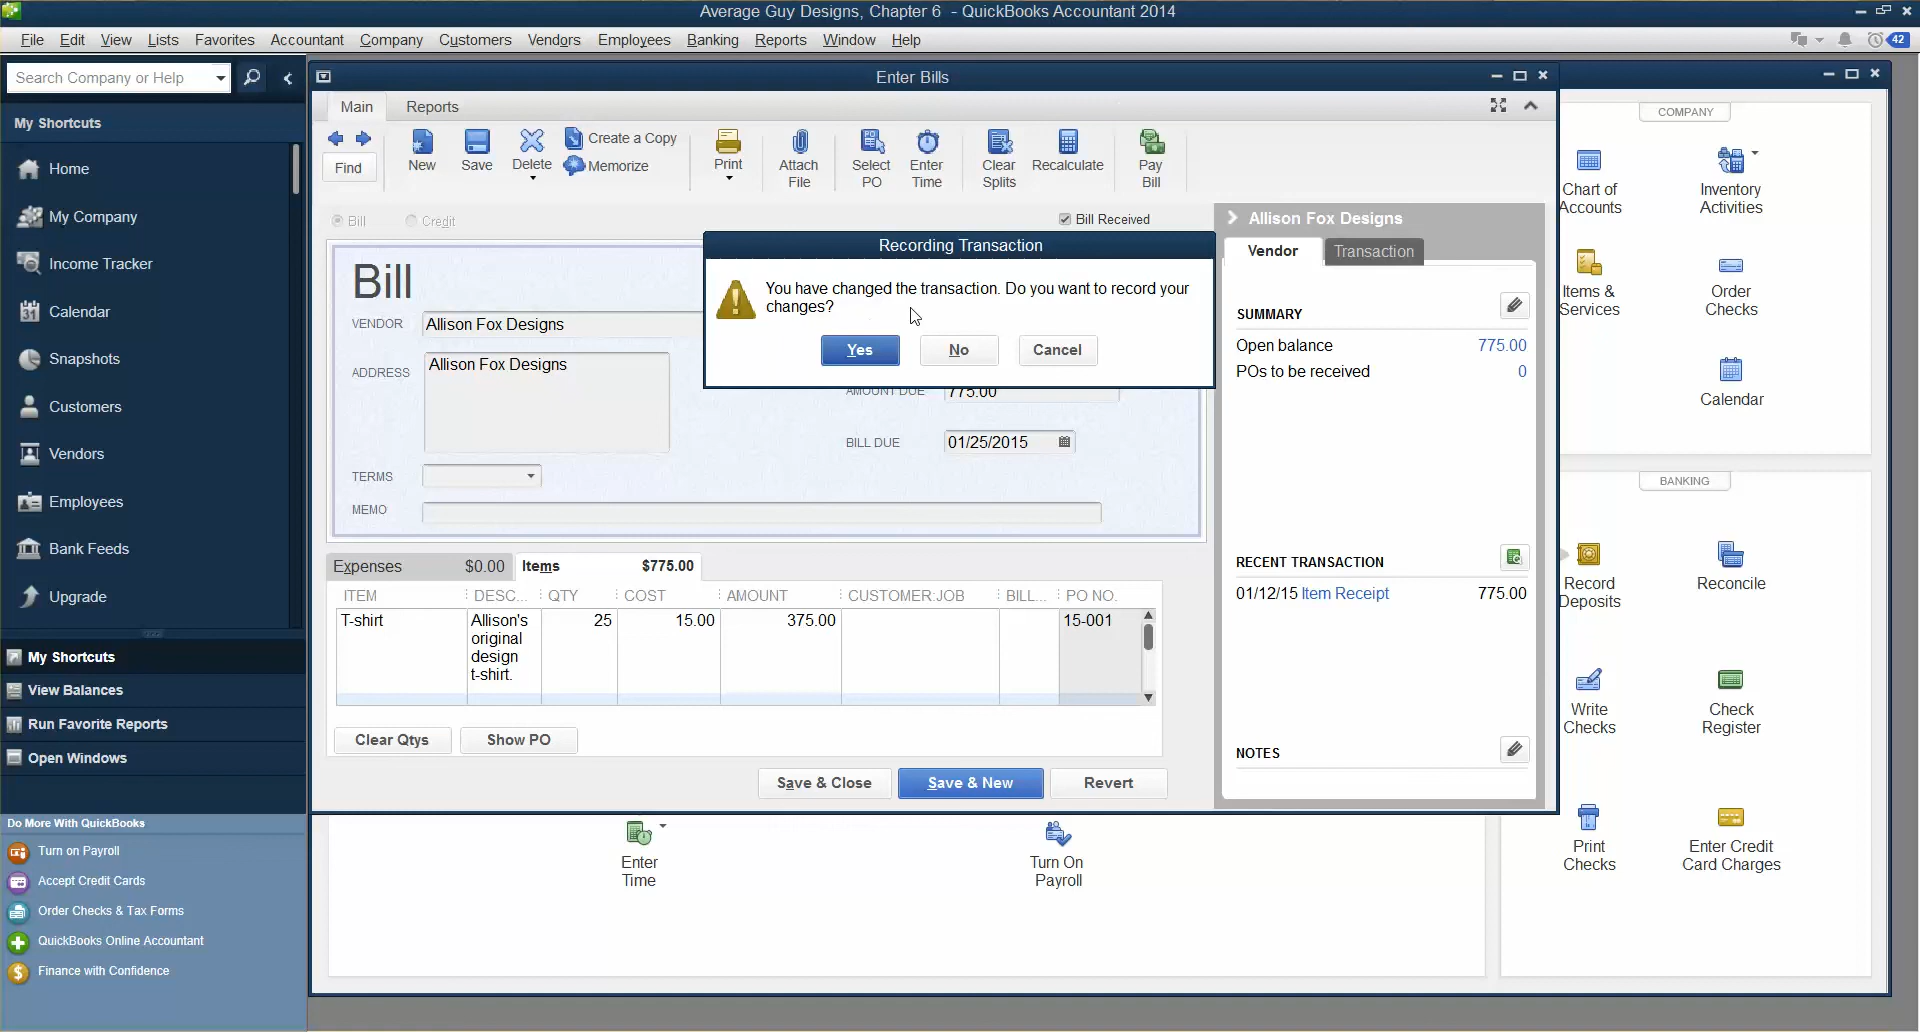 Average Guy Designs, Chapter 6 - QuickBooks Accountant 2014
File Edit View Lists Favorites Accountant Company Customers Vendors Employees Banking Reports Window Help
42
Search Company or Help
My Shortcuts
Home
My Company
Income Tracker
Calendar
Snapshots
Customers
Vendors
Employees
Bank Feeds
Upgrade
My Shortcuts
View Balances
Run Favorite Reports
Open Windows
Do More With QuickBooks
Turn on Payroll
Accept Credit Cards
Order Checks & Tax Forms
QuickBooks Online Accountant
Finance with Confidence
Enter Bills
Main Reports
Find
New
Save
Delete
Create a Copy
Memorize
Print
Attach
File
Select
PO
Enter
Time
Clear
Splits
Recalculate
Pay
Bill
Bill Credit
Bill Received
Recording Transaction
You have changed the transaction. Do you want to record your
changes?
Yes No Cancel
Bill
VENDOR Allison Fox Designs
ADDRESS Allison Fox Designs
AMOUNT DUE 775.00
BILL DUE 01/25/2015
TERMS
MEMO
Expenses $0.00 Items $775.00
ITEM DESC... QTY COST AMOUNT CUSTOMER:JOB BILL... PO NO.
T-shirt Allison's 25 15.00 375.00 15-001
original
design
t-shirt.
Clear Qtys Show PO
Save & Close Save & New Revert
Allison Fox Designs
Vendor Transaction
SUMMARY
Open balance 775.00
POs to be received 0
RECENT TRANSACTION
01/12/15 Item Receipt 775.00
NOTES
Enter
Time
Turn On
Payroll
COMPANY
Chart of
Accounts
Inventory
Activities
Items &
Services
Order
Checks
Calendar
BANKING
Record
Deposits
Reconcile
Write
Checks
Check
Register
Print
Checks
Enter Credit
Card Charges